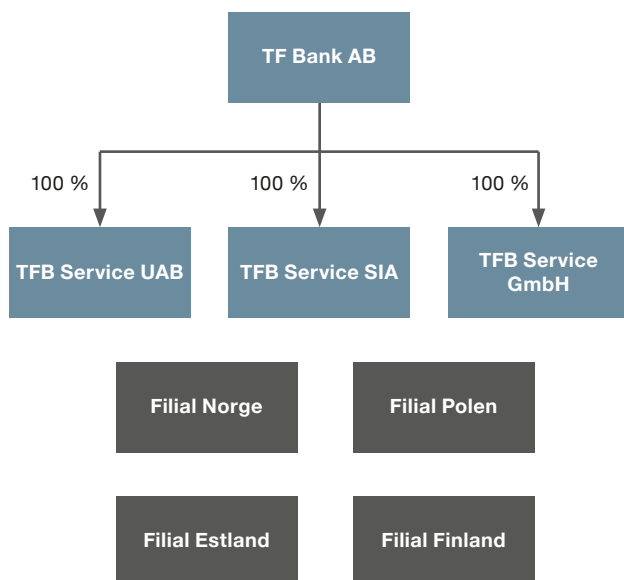 TF Bank AB
100 %
100 %
100 %
TFB Service UAB
TFB Service SIA
TFB Service
GmbH
Filial Norge
Filial Polen
Filial Estland
Filial Finland